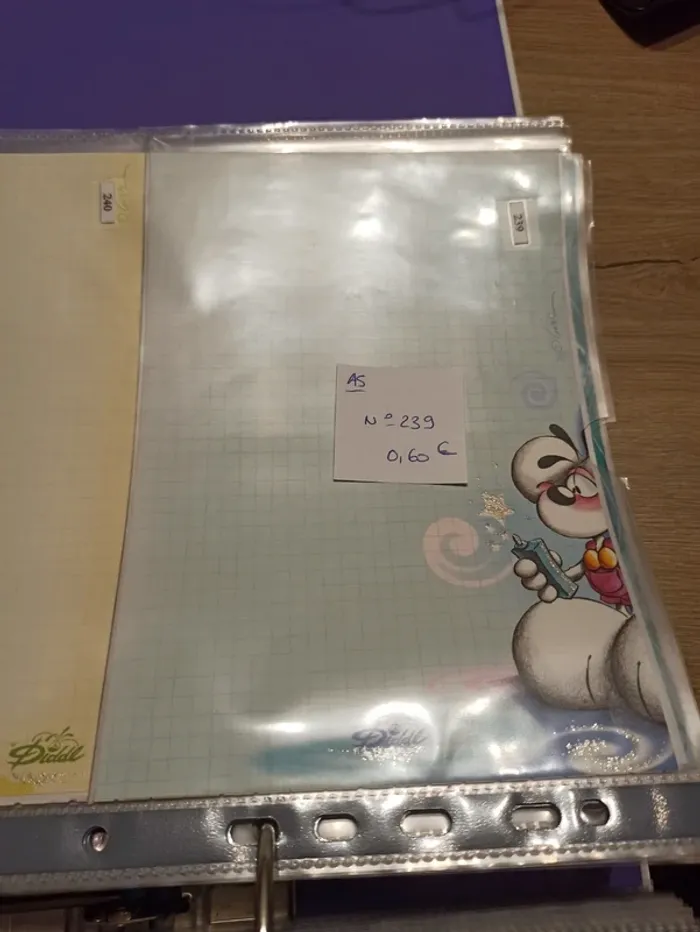 240
239
A5
N° 239
0,60 €
Diddl
Diddl